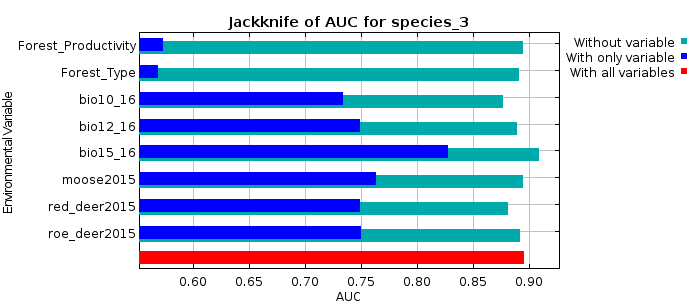 Jackknife of AUC for species_3
Environmental Variable
Forest_Productivity
Forest_Type
bio10_16
bio12_16
bio15_16
moose2015
red_deer2015
roe_deer2015
0.60 0.65 0.70 0.75 0.80 0.85 0.90
AUC
Without variable
With only variable
With all variables